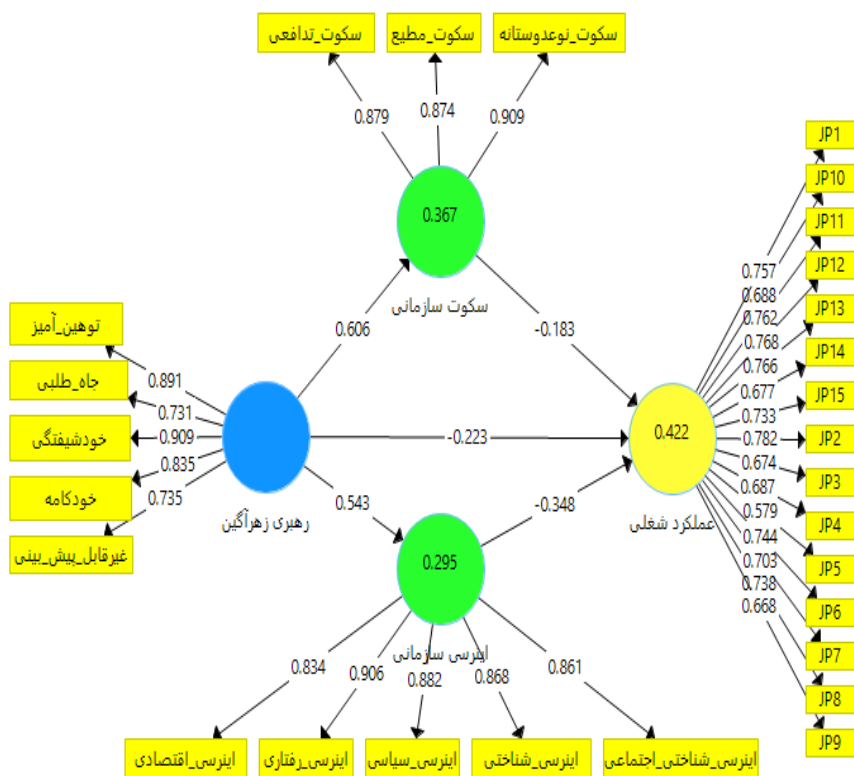 سکوت_تدافعی
سکوت_مطیع
سکوت_نوعدوستانه
0.879
0.874
0.909
0.367
سکوت سازمانی
0.606
-0.183
توهین_آمیز
جاه_طلبی
خودشیفتگی
خودکامه
غیرقابل_پیش_بینی
0.891
0.731
0.909
0.835
0.735
رهبری زهرآگین
-0.223
0.543
-0.348
0.422
عملکرد شغلی
0.295
اینرسی سازمانی
0.834
0.906
0.882
0.868
0.861
اینرسی_اقتصادی
اینرسی_رفتاری
اینرسی_سیاسی
اینرسی_شناختی
اینرسی_شناختی_اجتماعی
0.757
0.688
0.762
0.768
0.766
0.677
0.733
0.782
0.674
0.687
0.579
0.744
0.703
0.738
0.668
JP1
JP10
JP11
JP12
JP13
JP14
JP15
JP2
JP3
JP4
JP5
JP6
JP7
JP8
JP9